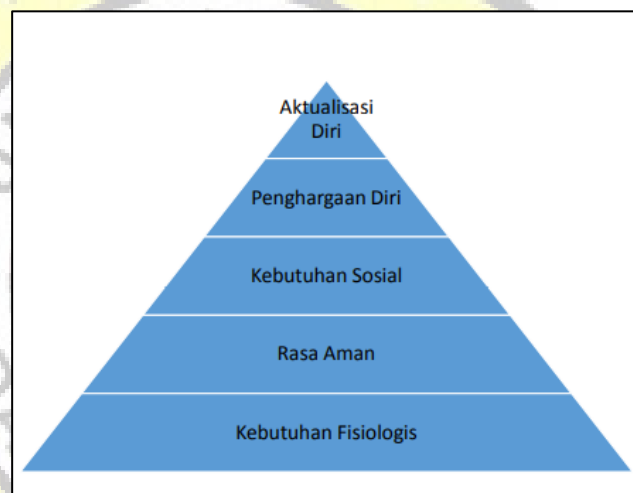 Aktualisasi
Diri
Penghargaan Diri
Kebutuhan Sosial
Rasa Aman
Kebutuhan Fisiologis